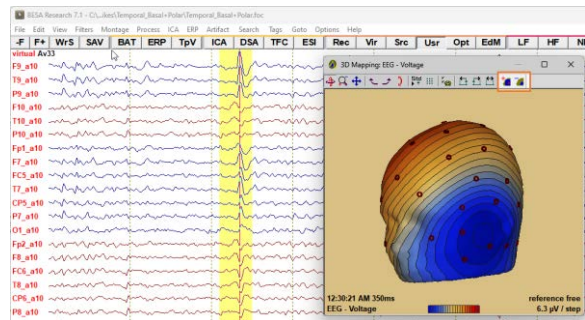 BESA Research 7.1 - C:\...ikes\Temporal_Basal+Polar\Temporal_Basal+Polar.foc
File Edit View Filters Montage Process ICA ERP Artifact Search Tags Goto Options Help
-F F+ WrS SAV BAT ERP TpV ICA DSA TFC ESI Rec Vir Src Usr Opt EdM LF HF
virtual Av33
F9_a10
T9_a10
P9_a10
F10_a10
T10_a10
P10_a10
Fp1_a10
F7_a10
FC5_a10
T7_a10
CP5_a10
P7_a10
O1_a10
Fp2_a10
F8_a10
FC6_a10
T8_a10
CP6_a10
P8_a10
3D Mapping: EEG - Voltage
12:30:21 AM 350ms
EEG - Voltage
reference free
6.3 µV / step